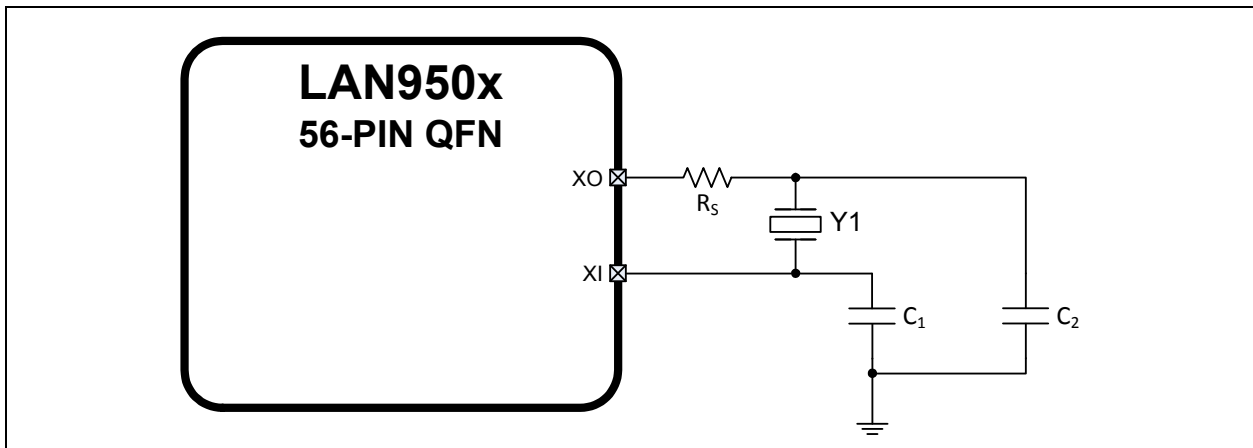 LAN950x
56-PIN QFN
XO
R_S
Y1
XI
C_1
C_2